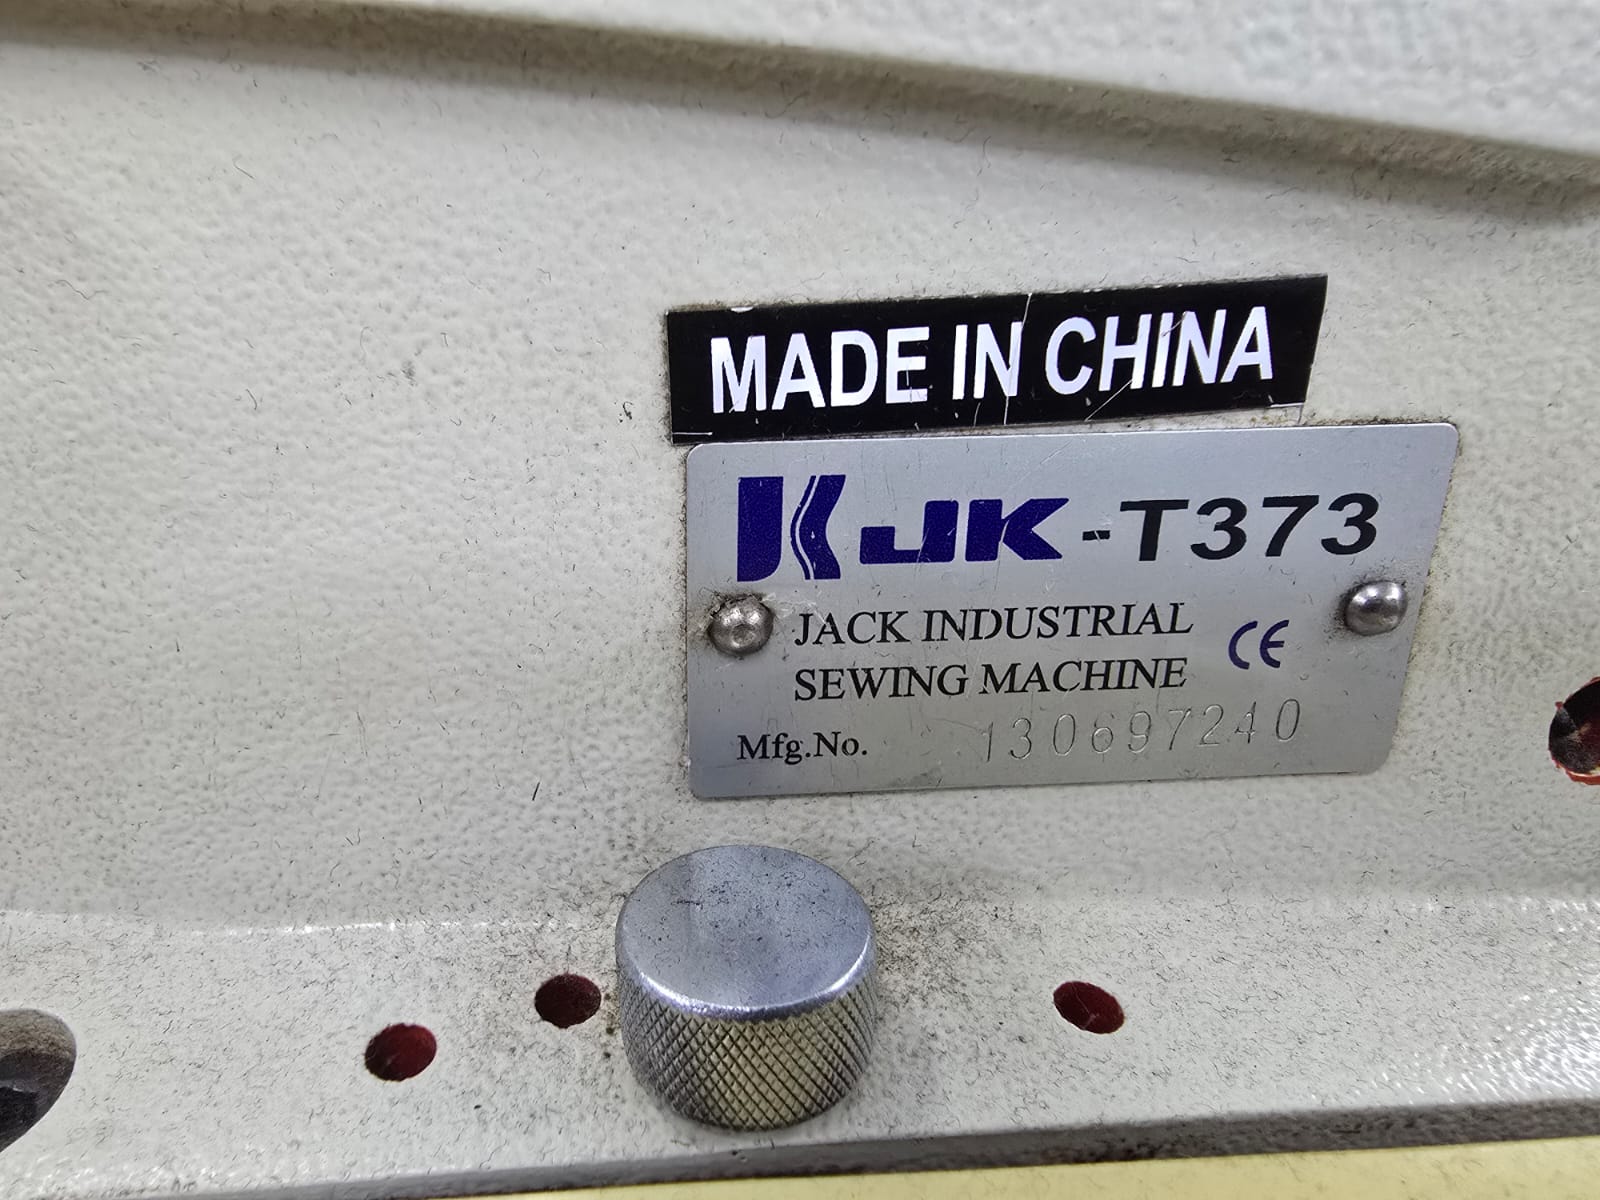 MADE IN CHINA
JK-T373
JACK INDUSTRIAL
SEWING MACHINE
CE
Mfg.No. 130697240